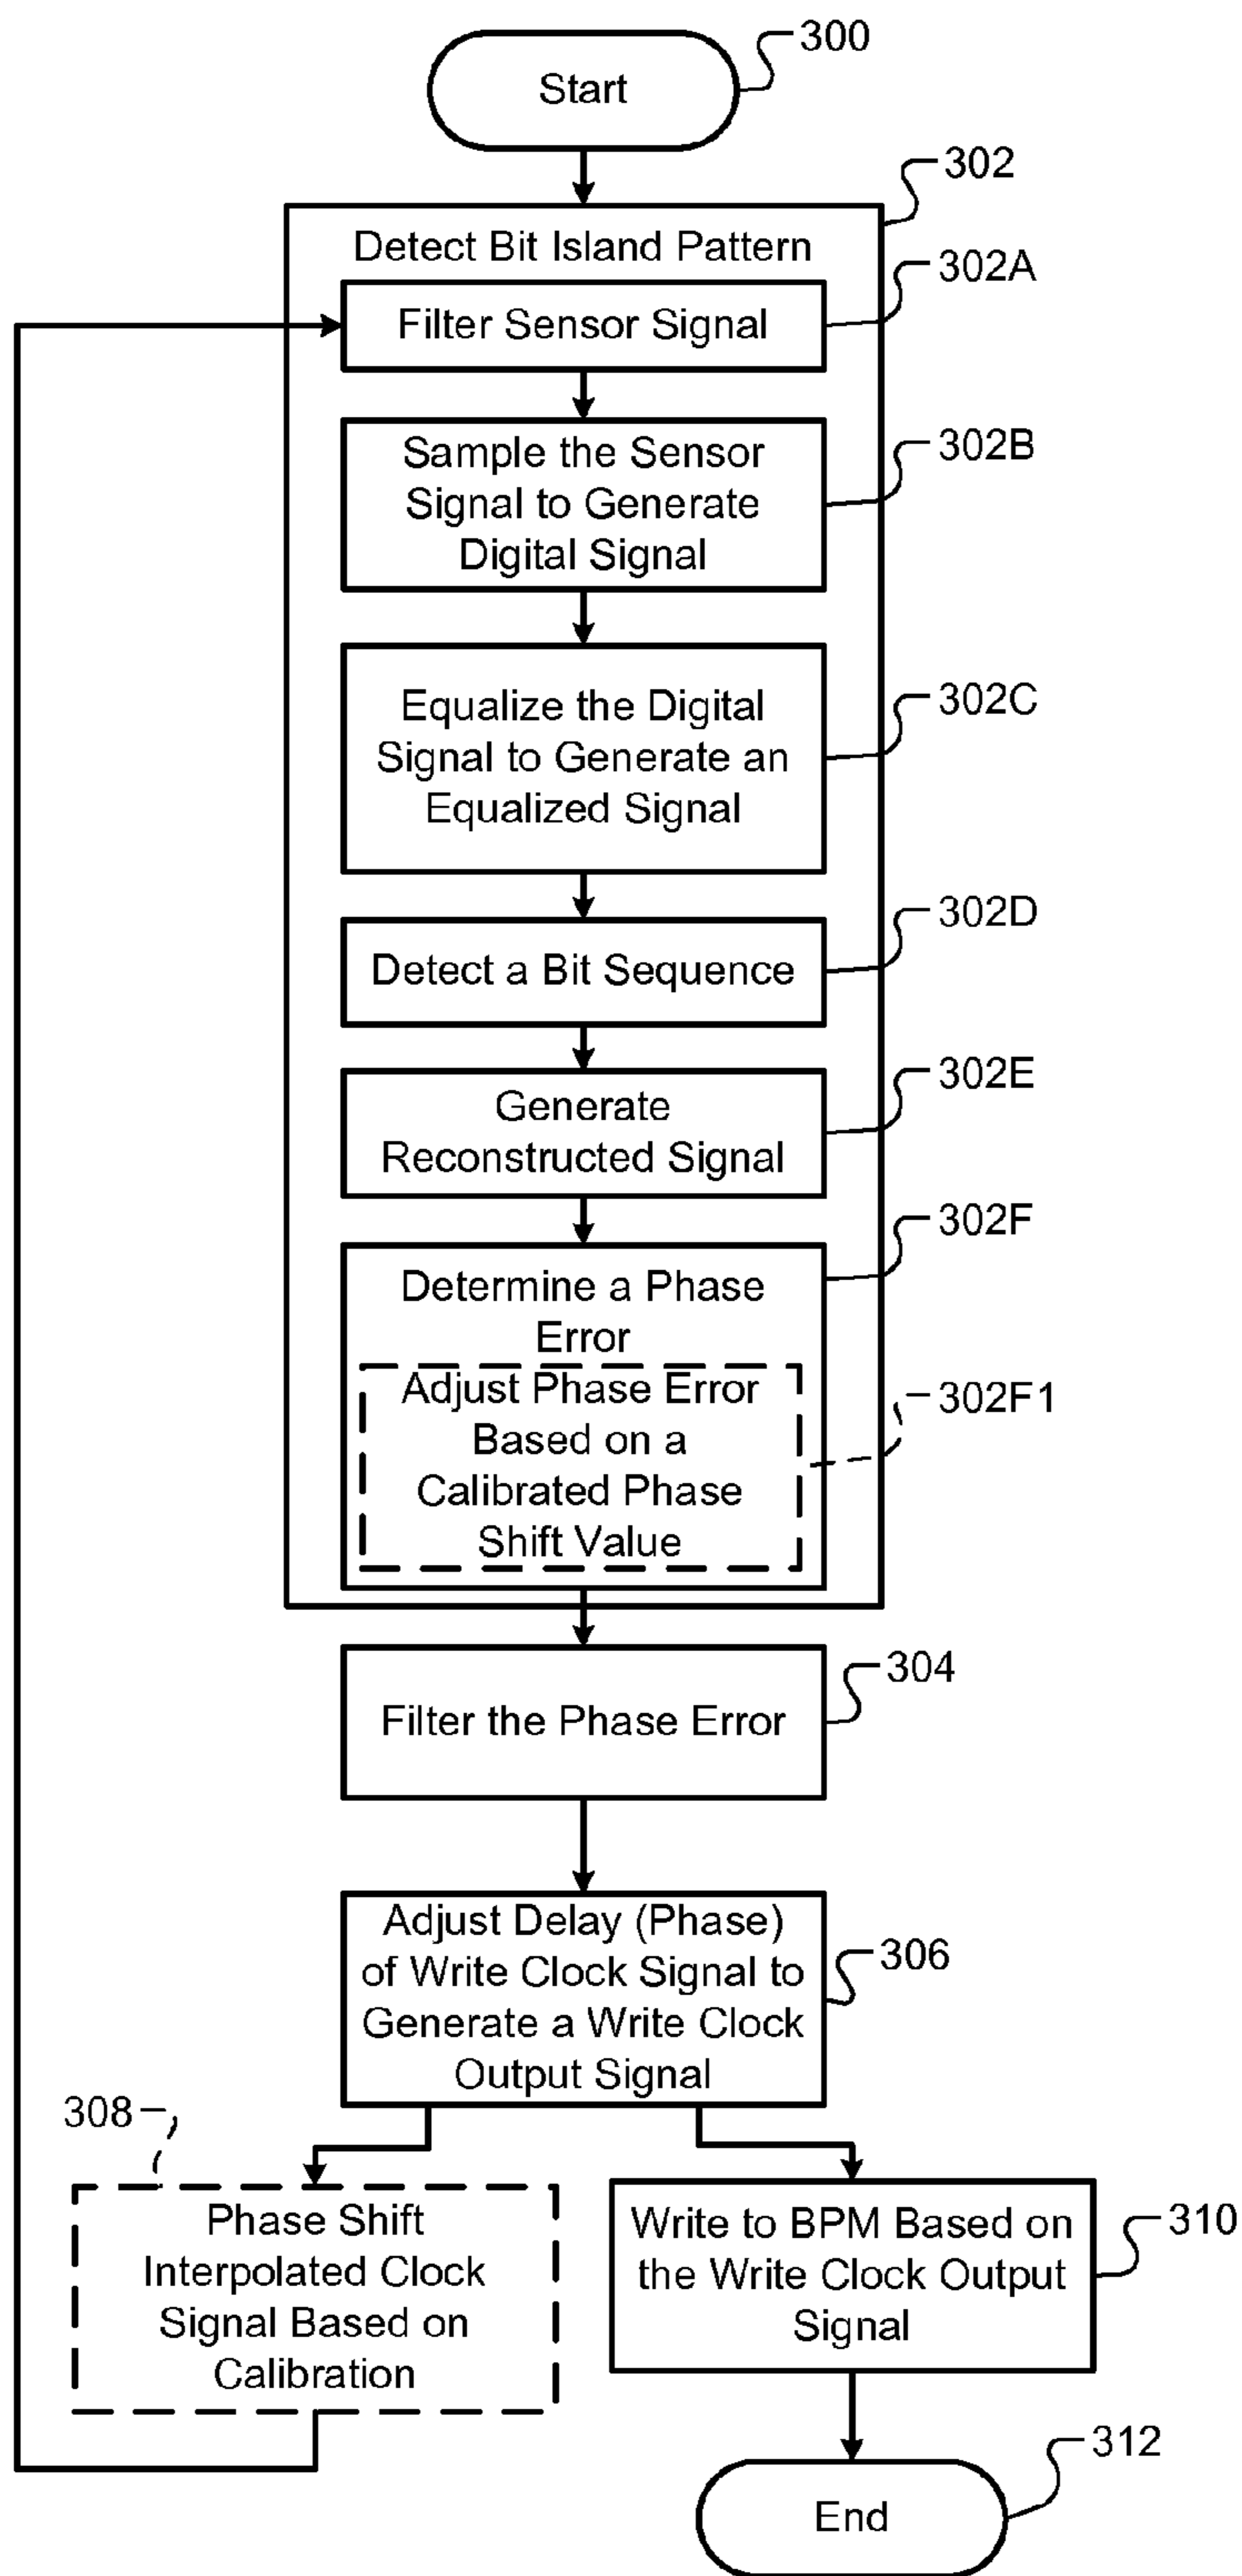 300
Start
302
Detect Bit Island Pattern
302A
Filter Sensor Signal
302B
Sample the Sensor
Signal to Generate
Digital Signal
302C
Equalize the Digital
Signal to Generate an
Equalized Signal
302D
Detect a Bit Sequence
302E
Generate
Reconstructed Signal
302F
Determine a Phase
Error
302F1
Adjust Phase Error
Based on a
Calibrated Phase
Shift Value
304
Filter the Phase Error
306
Adjust Delay (Phase)
of Write Clock Signal to
Generate a Write Clock
Output Signal
308
Phase Shift
Interpolated Clock
Signal Based on
Calibration
310
Write to BPM Based on
the Write Clock Output
Signal
312
End